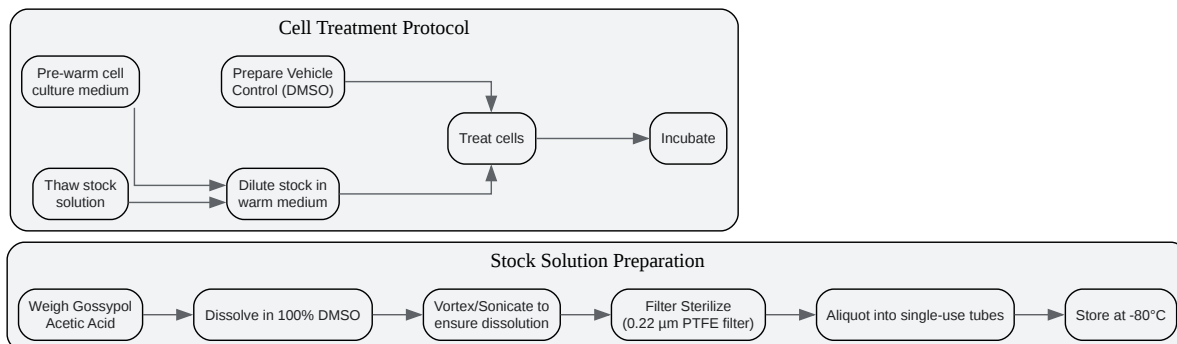 Cell Treatment Protocol
Pre-warm cell
culture medium
Prepare Vehicle
Control (DMSO)
Treat cells
Incubate
Thaw stock
solution
Dilute stock in
warm medium
Stock Solution Preparation
Weigh Gossypol
Acetic Acid
Dissolve in 100% DMSO
Vortex/Sonicate to
ensure dissolution
Filter Sterilize
(0.22 µm PTFE filter)
Aliquot into single-use tubes
Store at -80°C